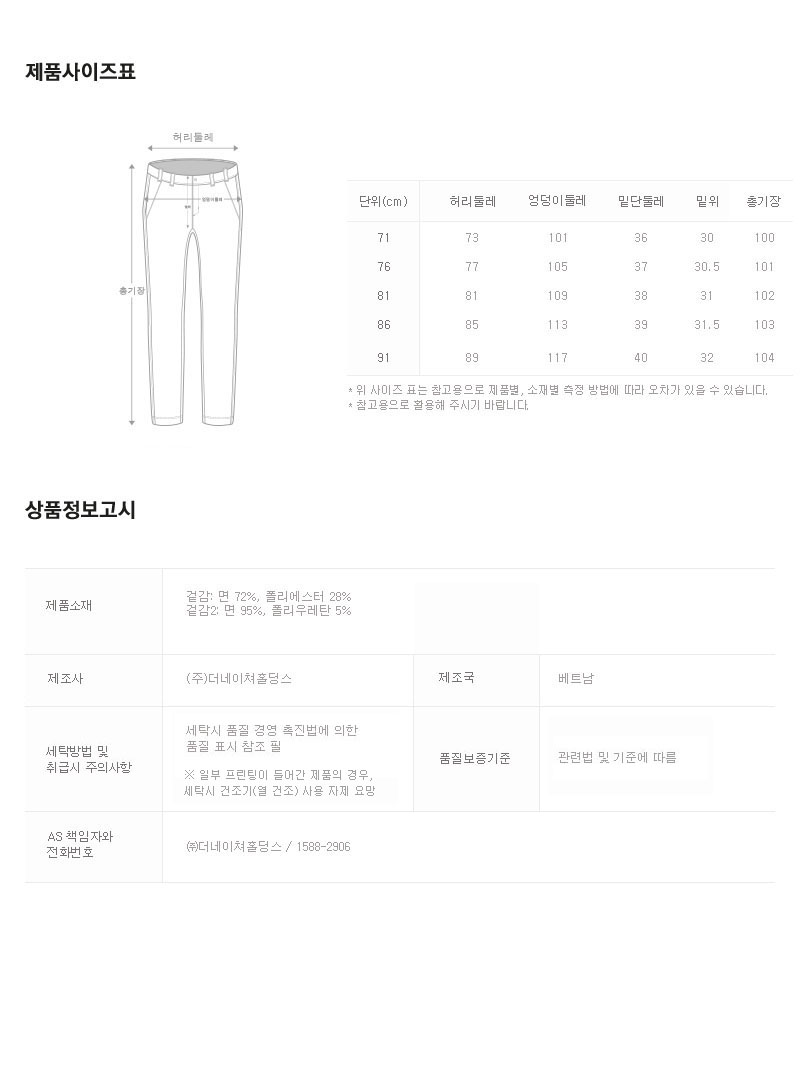 제품사이즈표
허리둘레
엉덩이둘레
총기장
단위(cm) 허리둘레 엉덩이둘레 밑단둘레 밑위 총기장
71 73 101 36 30 100
76 77 105 37 30.5 101
81 81 109 38 31 102
86 85 113 39 31.5 103
91 89 117 40 32 104
* 위 사이즈 표는 참고용으로 제품별, 소재별 측정 방법에 따라 오차가 있을 수 있습니다.
* 참고용으로 활용해 주시기 바랍니다.
상품정보고시
제품소재
겉감: 면 72%, 폴리에스터 28%
겉감2: 면 95%, 폴리우레탄 5%
제조사 (주)더네이쳐홀딩스 제조국 베트남
세탁방법 및
취급시 주의사항
세탁시 품질 경영 촉진법에 의한
품질 표시 참조 필
※ 일부 프린팅이 들어간 제품의 경우,
세탁시 건조기(열 건조) 사용 자제 요망
품질보증기준 관련법 및 기준에 따름
AS 책임자와
전화번호
㈜더네이쳐홀딩스 / 1588-2906